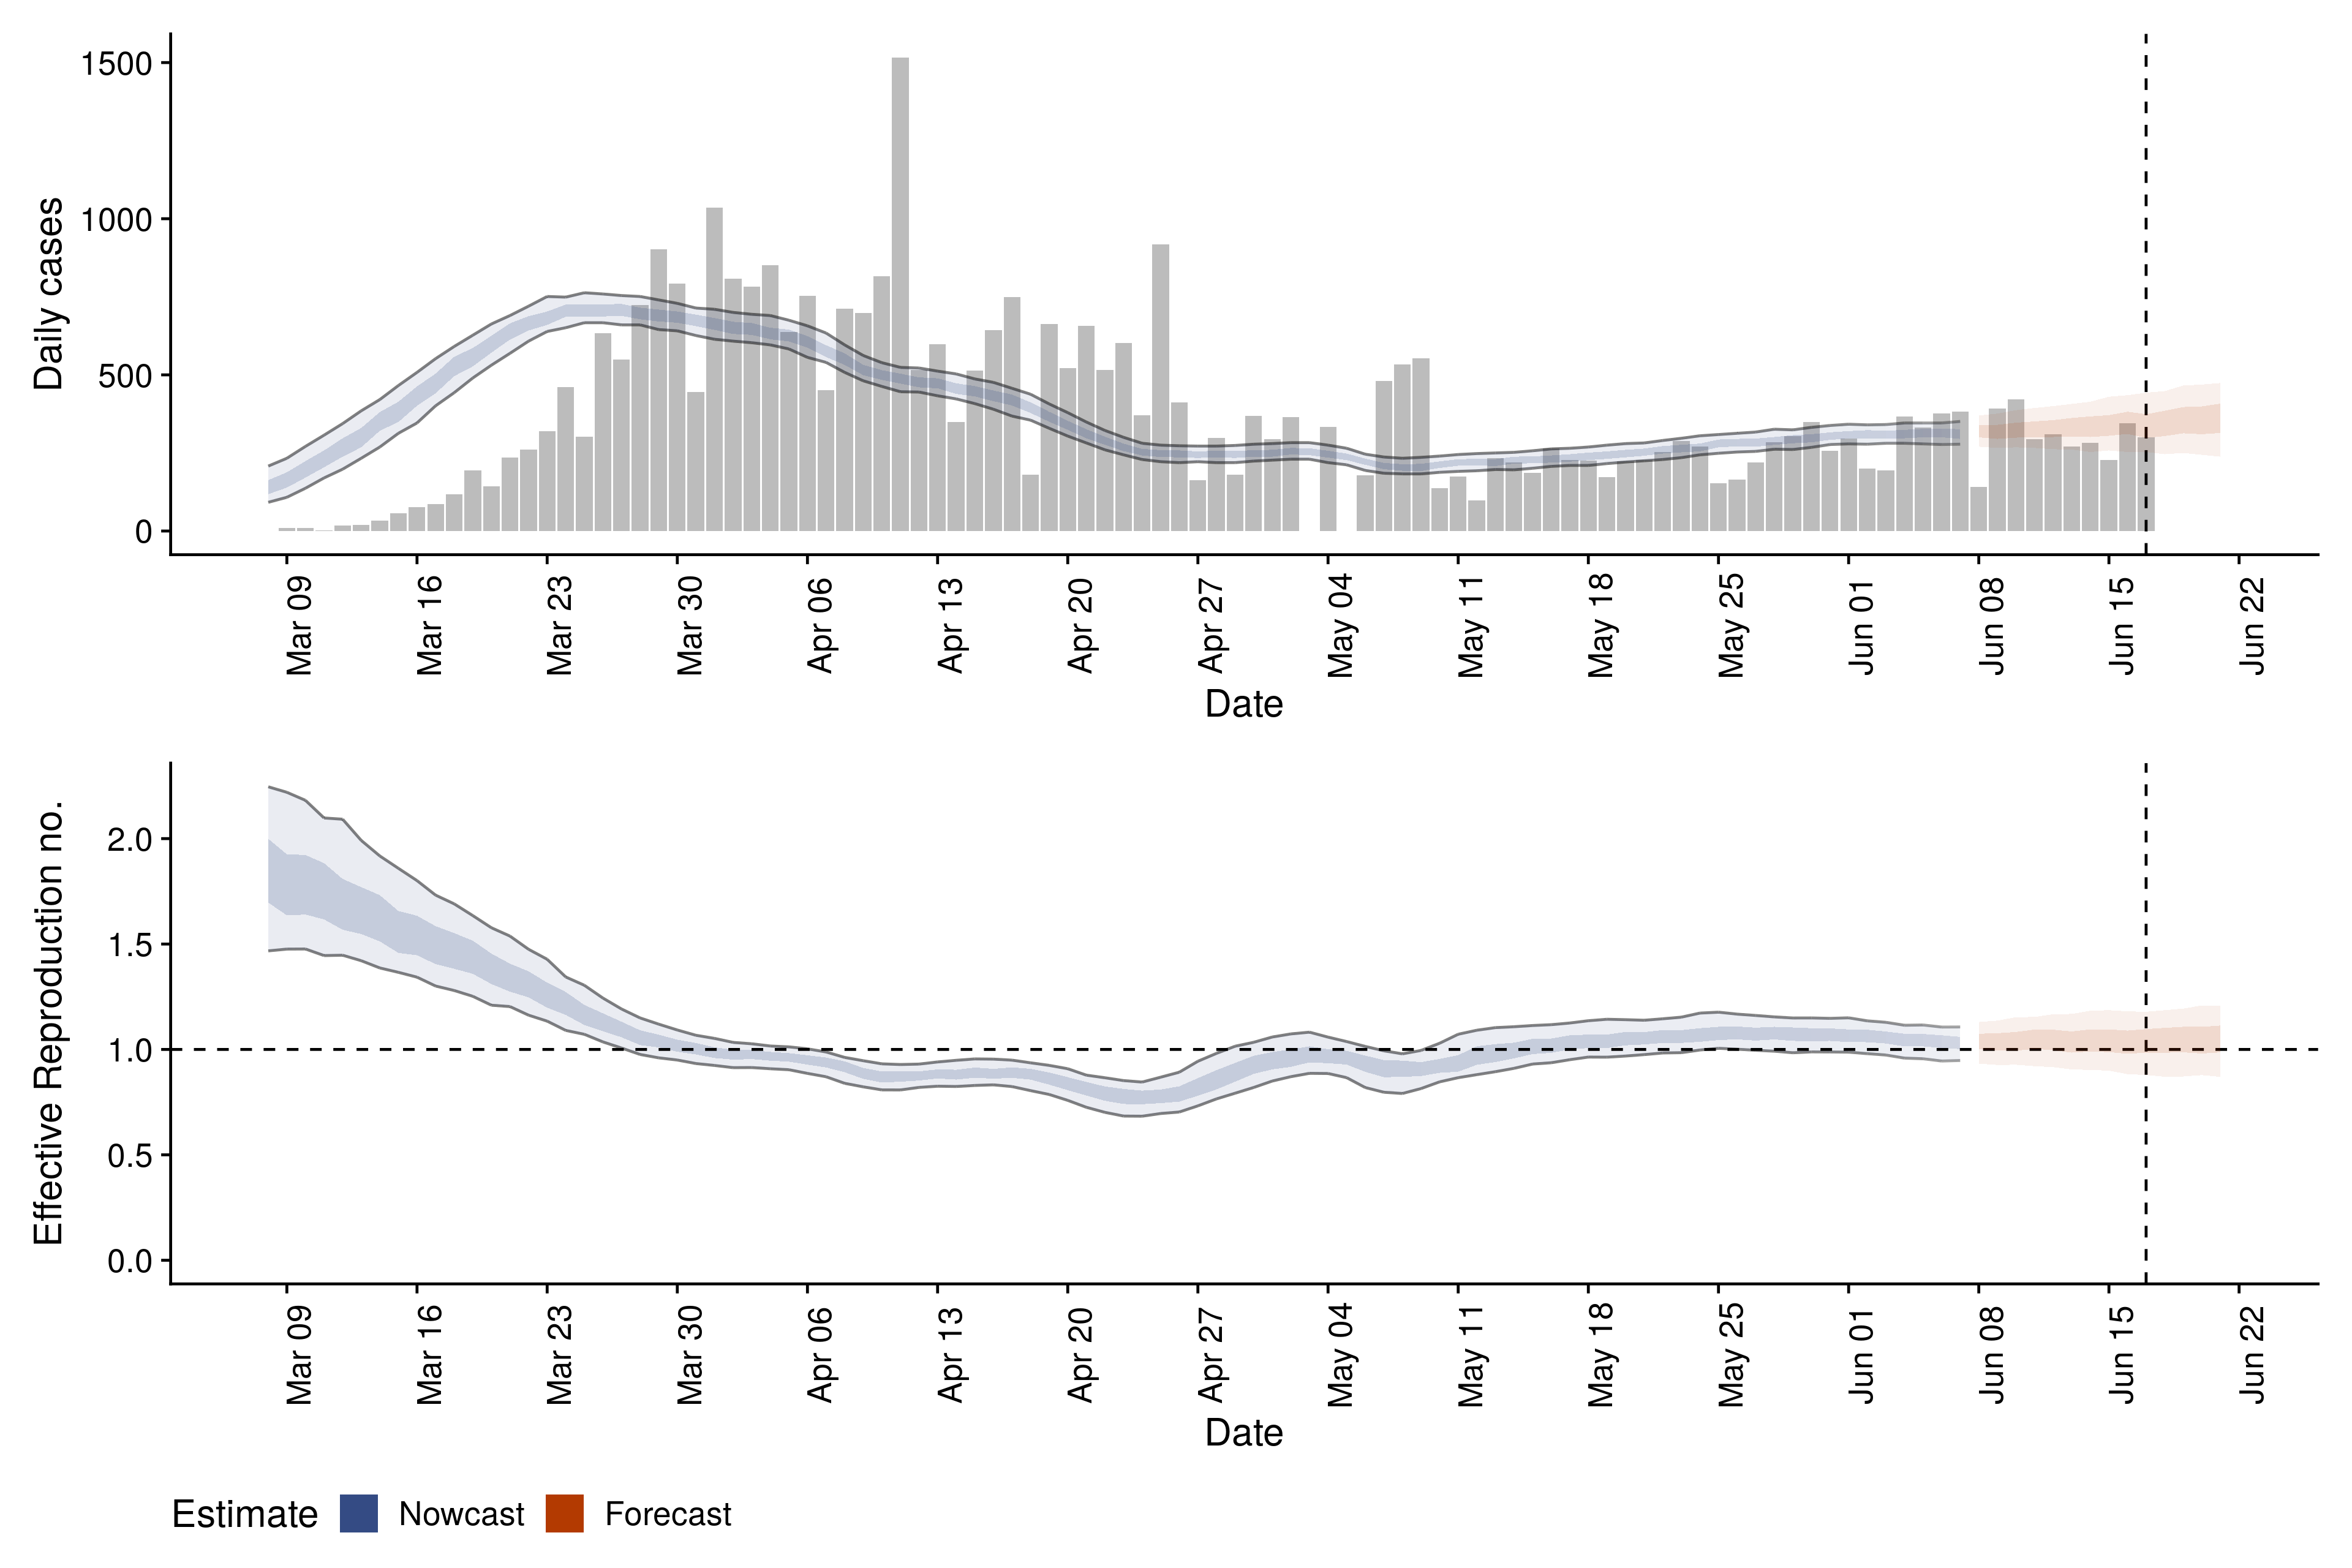 Daily cases
1500
1000
500
0
Mar 09
Mar 16
Mar 23
Mar 30
Apr 06
Apr 13
Apr 20
Apr 27
May 04
May 11
May 18
May 25
Jun 01
Jun 08
Jun 15
Jun 22
Date
Effective Reproduction no.
2.0
1.5
1.0
0.5
0.0
Mar 09
Mar 16
Mar 23
Mar 30
Apr 06
Apr 13
Apr 20
Apr 27
May 04
May 11
May 18
May 25
Jun 01
Jun 08
Jun 15
Jun 22
Date
Estimate Nowcast Forecast